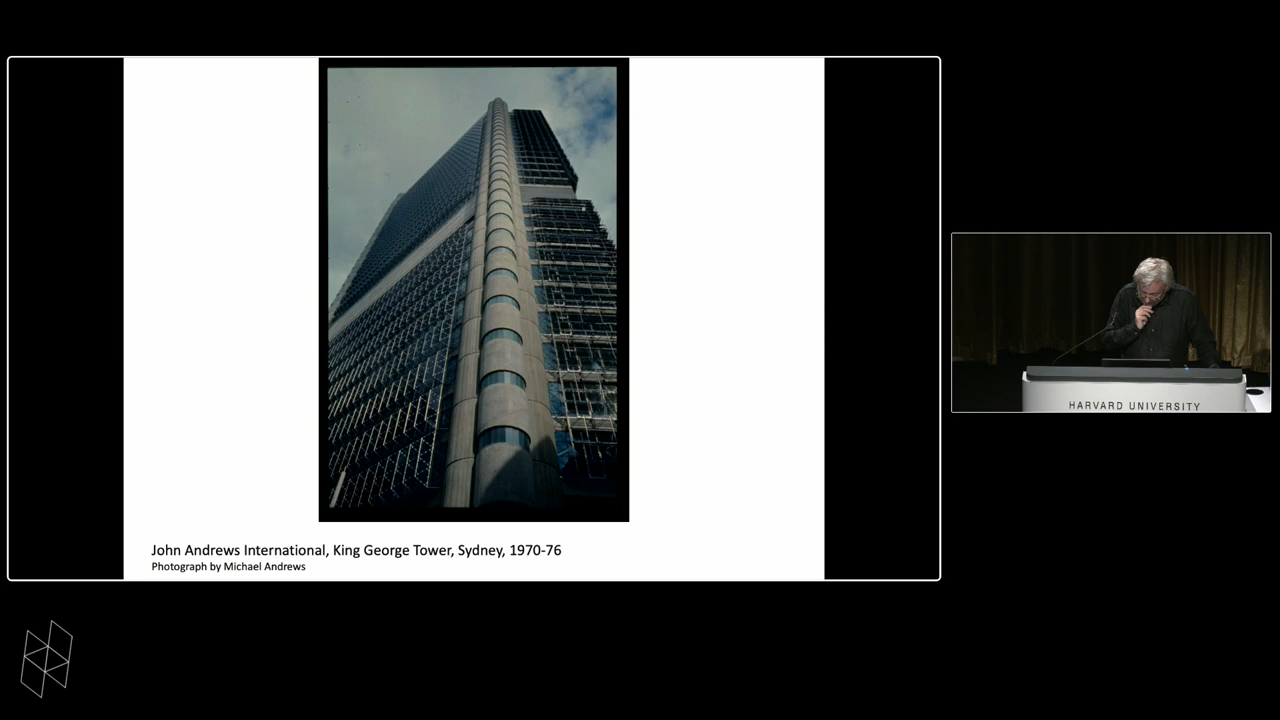 John Andrews International, King George Tower, Sydney, 1970-76
Photograph by Michael Andrews
HARVARD UNIVERSITY